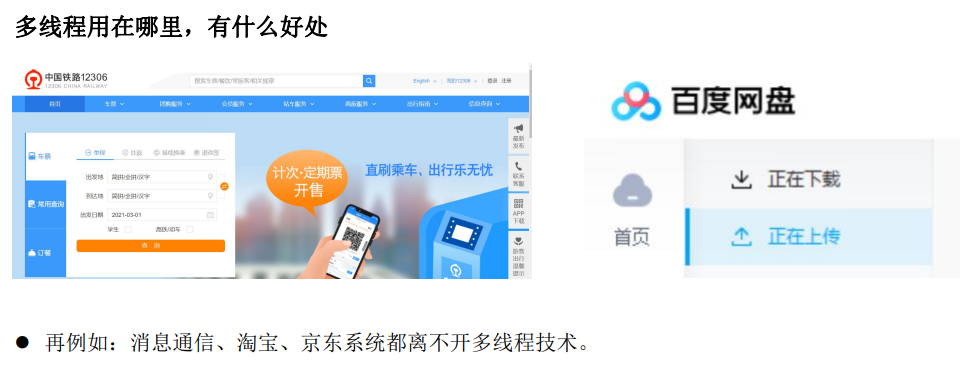 多线程用在哪里，有什么好处
中国铁路12306
12306 CHINA RAILWAY
搜索车票/餐饮/常旅客/相关规章
English | 我的12306 | 登录 注册
首页 车票 团购服务 会员服务 站车服务 商旅服务 出行指南 信息查询
车票
单程 往返 接续换乘 退改签
出发地 简拼/全拼/汉字
到达地 简拼/全拼/汉字
出发日期 2021-03-01
学生 高铁/动车
查 询
常用查询
订餐
计次·定期票
开售
直刷乘车、出行乐无忧
最新
发布
联系
客服
APP
下载
出行
温馨
提示
百度网盘
首页
正在下载
正在上传
● 再例如：消息通信、淘宝、京东系统都离不开多线程技术。